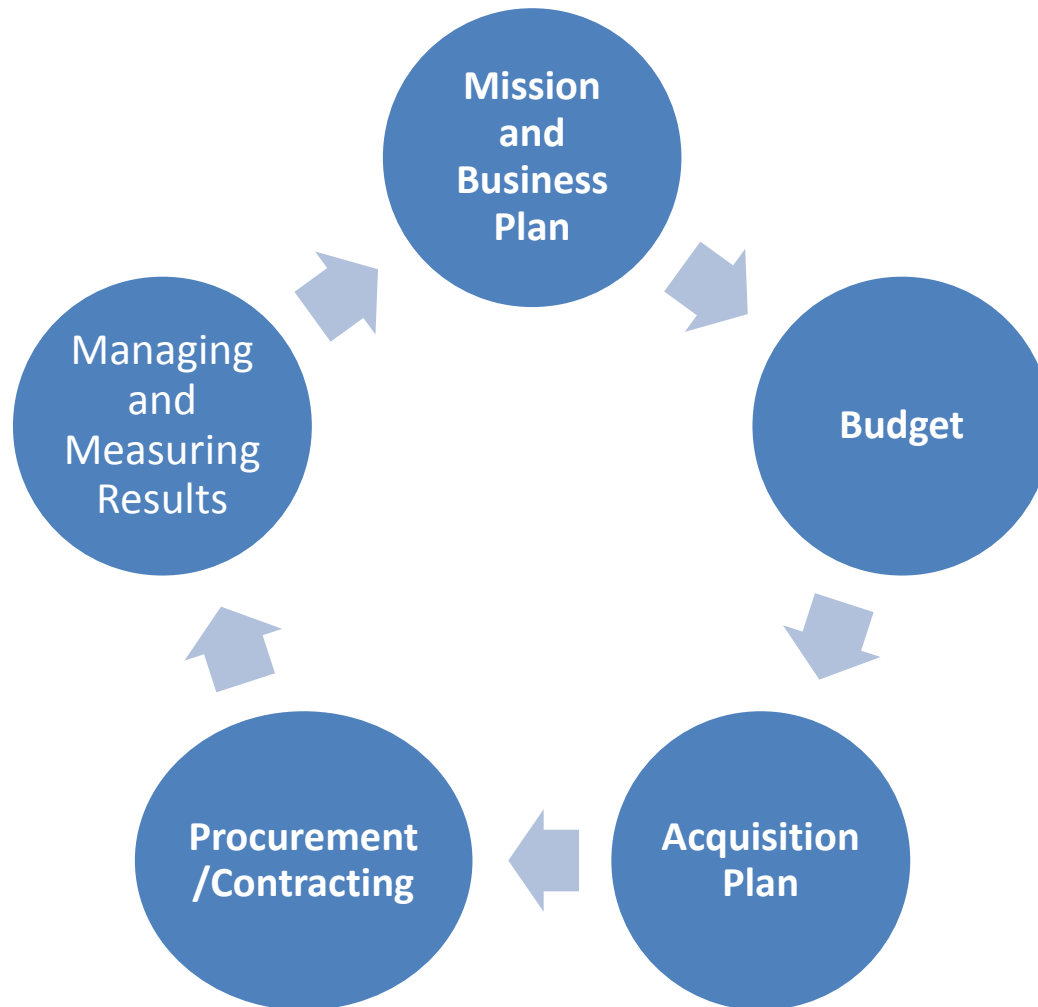 Mission
and
Business
Plan
Budget
Acquisition
Plan
Procurement
/Contracting
Managing
and
Measuring
Results